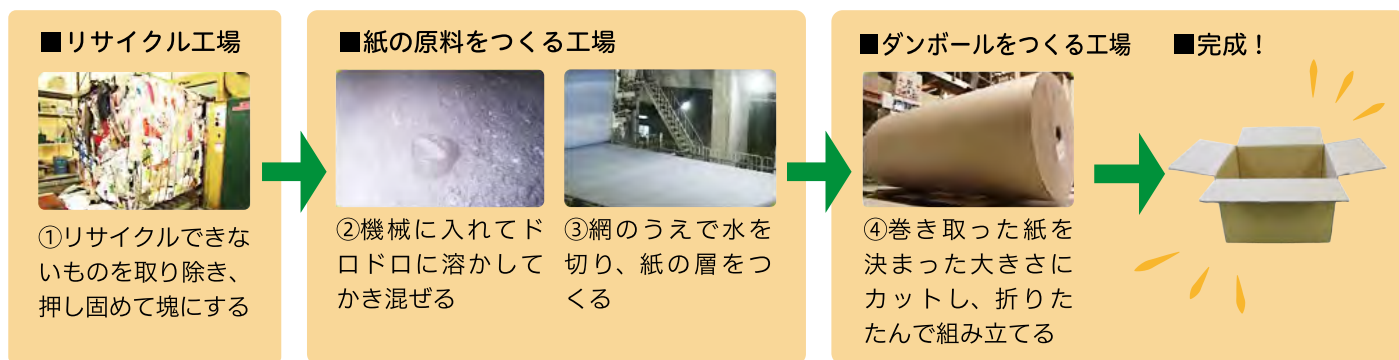 ■リサイクル工場
①リサイクルできな
いものを取り除き、
押し固めて塊にする
■紙の原料をつくる工場
②機械に入れてド
ロドロに溶かして
かき混ぜる
③網のうえで水を
切り、紙の層をつ
くる
■ダンボールをつくる工場
④巻き取った紙を
決まった大きさに
カットし、折りた
たんで組み立てる
■完成！